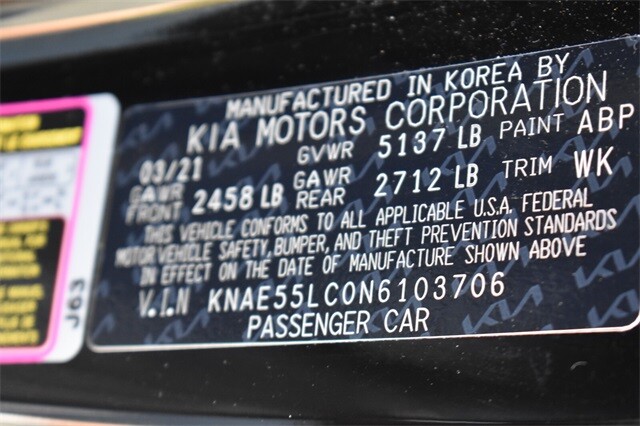 MANUFACTURED IN KOREA BY
KIA MOTORS CORPORATION
03/21 GVWR 5137 LB PAINT ABP
GAWR FRONT 2458 LB GAWR REAR 2712 LB TRIM WK
THIS VEHICLE CONFORMS TO ALL APPLICABLE U.S.A. FEDERAL
MOTOR VEHICLE SAFETY, BUMPER, AND THEFT PREVENTION STANDARDS
IN EFFECT ON THE DATE OF MANUFACTURE SHOWN ABOVE
V.I.N KNAE55LC0N6103706
PASSENGER CAR
J63